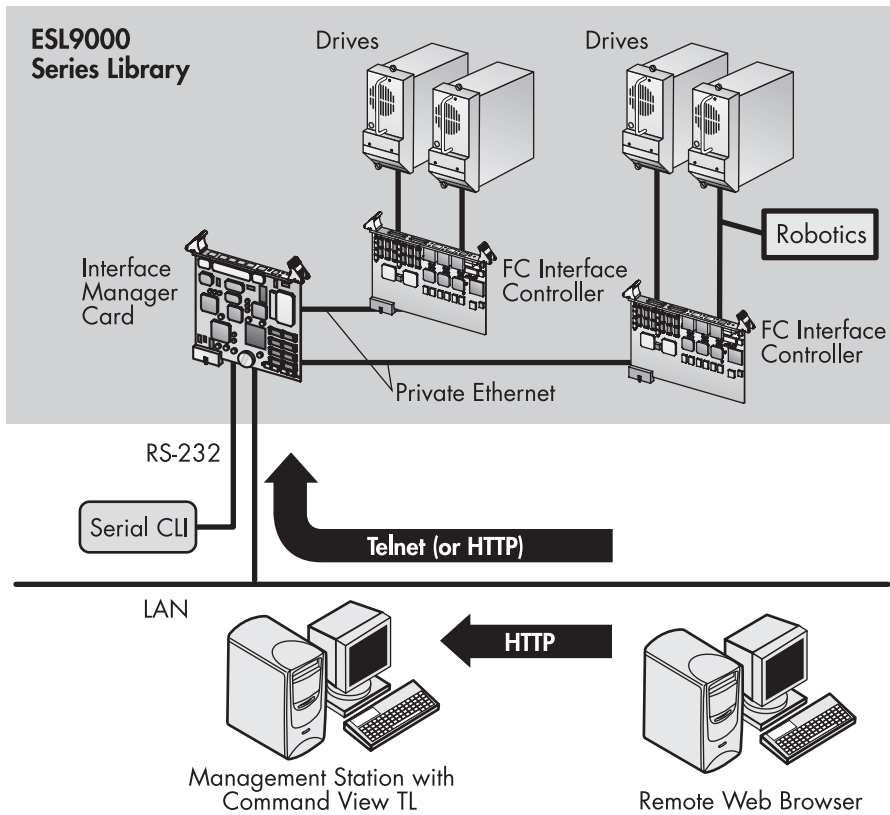 ESL9000
Series Library
Drives
Drives
Robotics
Interface
Manager
Card
FC Interface
Controller
FC Interface
Controller
Private Ethernet
RS-232
Serial CLI
Telnet (or HTTP)
LAN
HTTP
Management Station with
Command View TL
Remote Web Browser